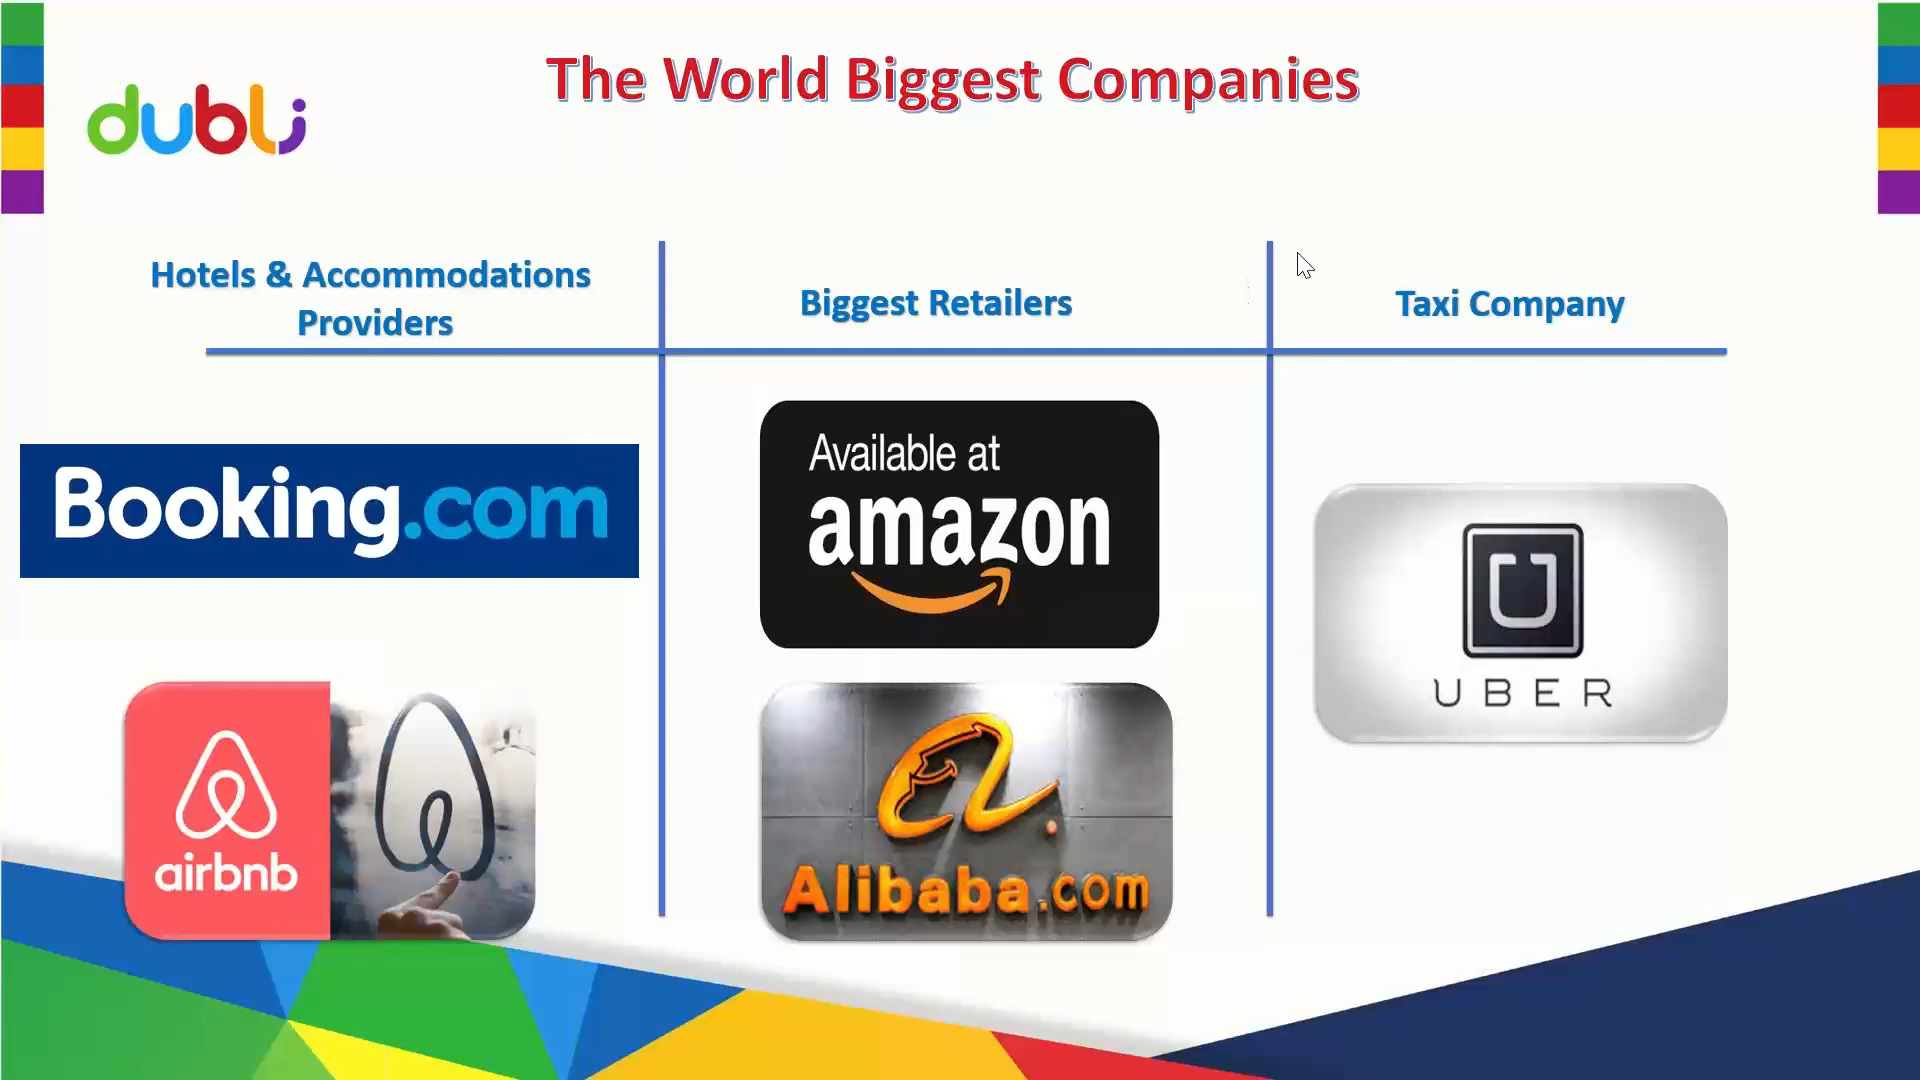 The World Biggest Companies
dubli
Hotels & Accommodations
Providers
Biggest Retailers
Taxi Company
Booking.com
Available at
amazon
U
UBER
airbnb
Alibaba.com